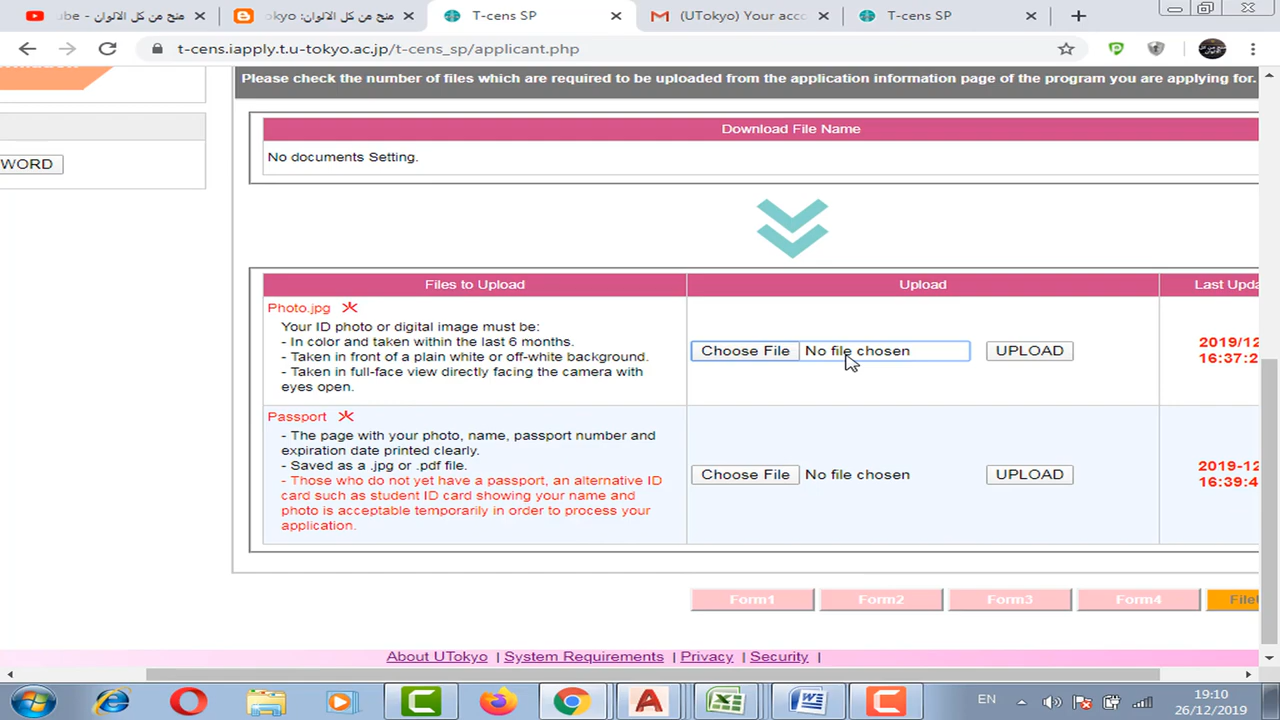 ube - منح من كل الالوان
okyo :منح من كل الالوان
T-cens SP
(UTokyo) Your acco
T-cens SP
t-cens.iapply.t.u-tokyo.ac.jp/t-cens_sp/applicant.php
Please check the number of files which are required to be uploaded from the application information page of the program you are applying for.
WORD
Download File Name
No documents Setting.
Files to Upload
Upload
Last Upda
Photo.jpg
Your ID photo or digital image must be:
- In color and taken within the last 6 months.
- Taken in front of a plain white or off-white background.
- Taken in full-face view directly facing the camera with
eyes open.
Choose File No file chosen
UPLOAD
2019/12
16:37:2
Passport
- The page with your photo, name, passport number and
expiration date printed clearly.
- Saved as a .jpg or .pdf file.
- Those who do not yet have a passport, an alternative ID
card such as student ID card showing your name and
photo is acceptable temporarily in order to process your
application.
Choose File No file chosen
UPLOAD
2019-12
16:39:4
Form1
Form2
Form3
Form4
File
About UTokyo | System Requirements | Privacy | Security |
EN
19:10
26/12/2019